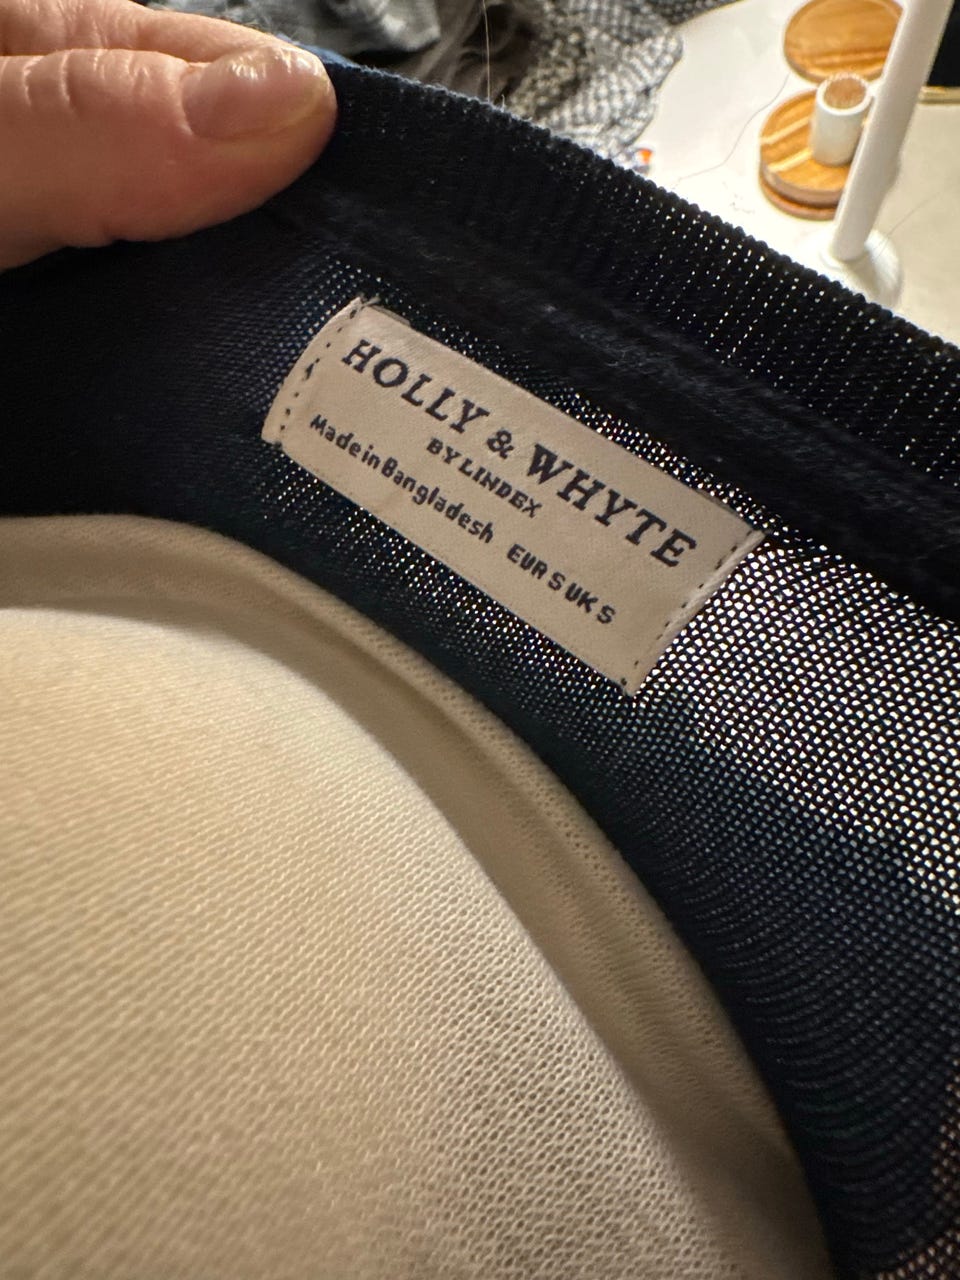 HOLLY & WHYTE
BY LINDEX
Made in Bangladesh EUR S UK S